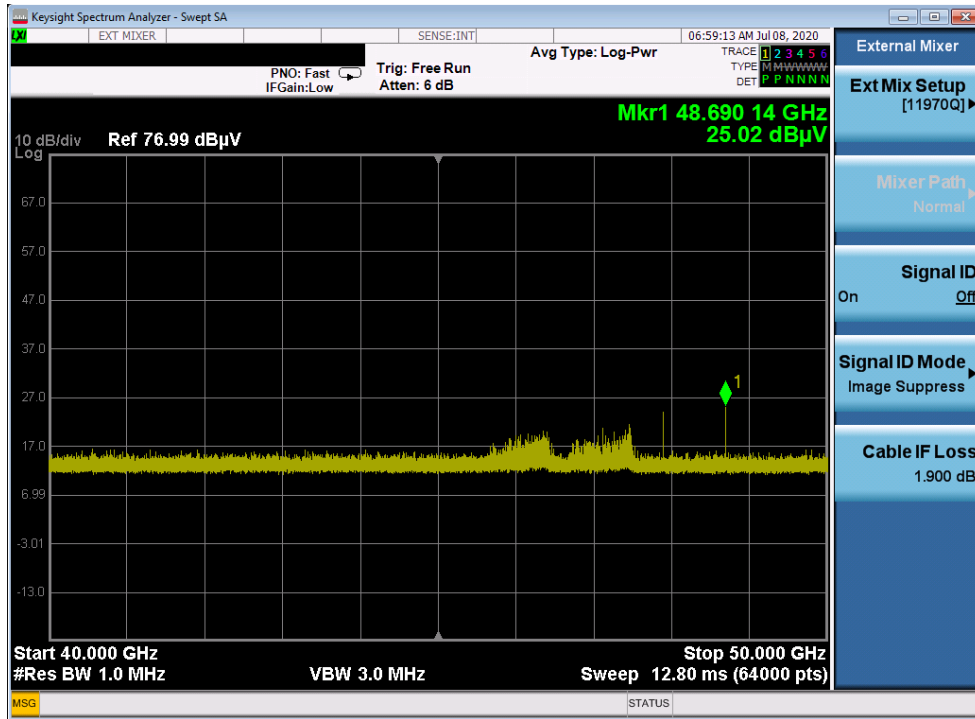 Keysight Spectrum Analyzer - Swept SA
LXI EXT MIXER SENSE:INT 06:59:13 AM Jul 08, 2020
External Mixer
Avg Type: Log-Pwr
TRACE 1 2 3 4 5 6
TYPE M M W W W W
DET P P N N N N
PNO: Fast Trig: Free Run
IFGain:Low Atten: 6 dB
Ext Mix Setup
[11970Q]
Mkr1 48.690 14 GHz
25.02 dBµV
10 dB/div Ref 76.99 dBµV
Log
Mixer Path
Normal
67.0
57.0
Signal ID
On Off
47.0
37.0
Signal ID Mode
Image Suppress
1
27.0
17.0
Cable IF Loss
1.900 dB
6.99
-3.01
-13.0
Start 40.000 GHz Stop 50.000 GHz
#Res BW 1.0 MHz VBW 3.0 MHz Sweep 12.80 ms (64000 pts)
MSG STATUS